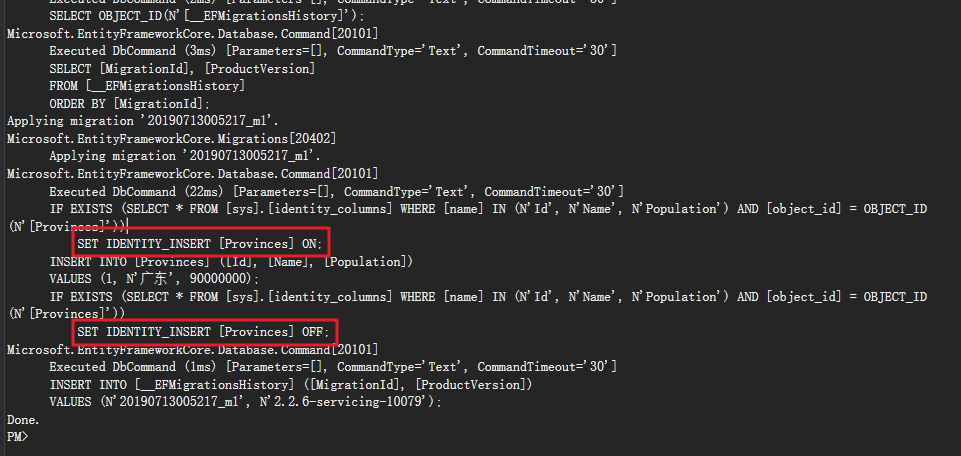 Executed DbCommand (2ms) [Parameters=[], CommandType='Text', CommandTimeout='30']
SELECT OBJECT_ID(N'[__EFMigrationsHistory]');
Microsoft.EntityFrameworkCore.Database.Command[20101]
Executed DbCommand (3ms) [Parameters=[], CommandType='Text', CommandTimeout='30']
SELECT [MigrationId], [ProductVersion]
FROM [__EFMigrationsHistory]
ORDER BY [MigrationId];
Applying migration '20190713005217_m1'.
Microsoft.EntityFrameworkCore.Migrations[20402]
Applying migration '20190713005217_m1'.
Microsoft.EntityFrameworkCore.Database.Command[20101]
Executed DbCommand (22ms) [Parameters=[], CommandType='Text', CommandTimeout='30']
IF EXISTS (SELECT * FROM [sys].[identity_columns] WHERE [name] IN (N'Id', N'Name', N'Population') AND [object_id] = OBJECT_ID
(N'[Provinces]'))
SET IDENTITY_INSERT [Provinces] ON;
INSERT INTO [Provinces] ([Id], [Name], [Population])
VALUES (1, N'广东', 90000000);
IF EXISTS (SELECT * FROM [sys].[identity_columns] WHERE [name] IN (N'Id', N'Name', N'Population') AND [object_id] = OBJECT_ID
(N'[Provinces]'))
SET IDENTITY_INSERT [Provinces] OFF;
Microsoft.EntityFrameworkCore.Database.Command[20101]
Executed DbCommand (1ms) [Parameters=[], CommandType='Text', CommandTimeout='30']
INSERT INTO [__EFMigrationsHistory] ([MigrationId], [ProductVersion])
VALUES (N'20190713005217_m1', N'2.2.6-servicing-10079');
Done.
PM>